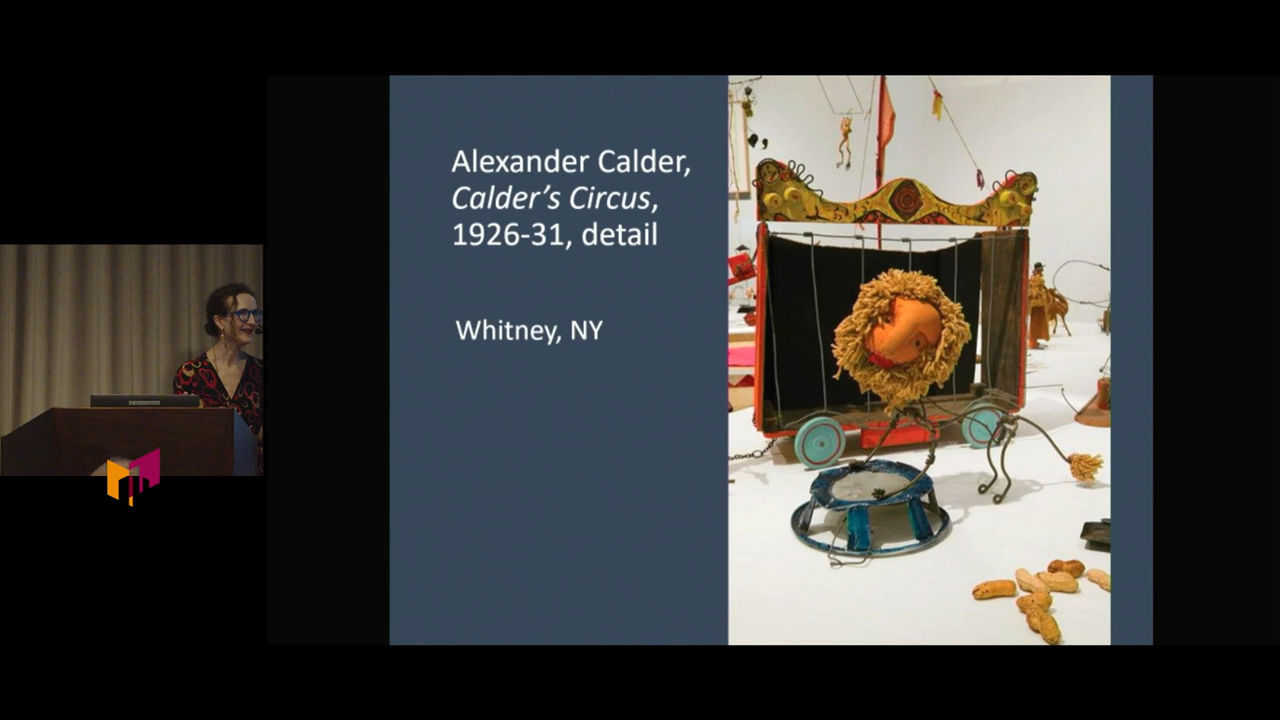 Alexander Calder,
Calder’s Circus,
1926-31, detail
Whitney, NY